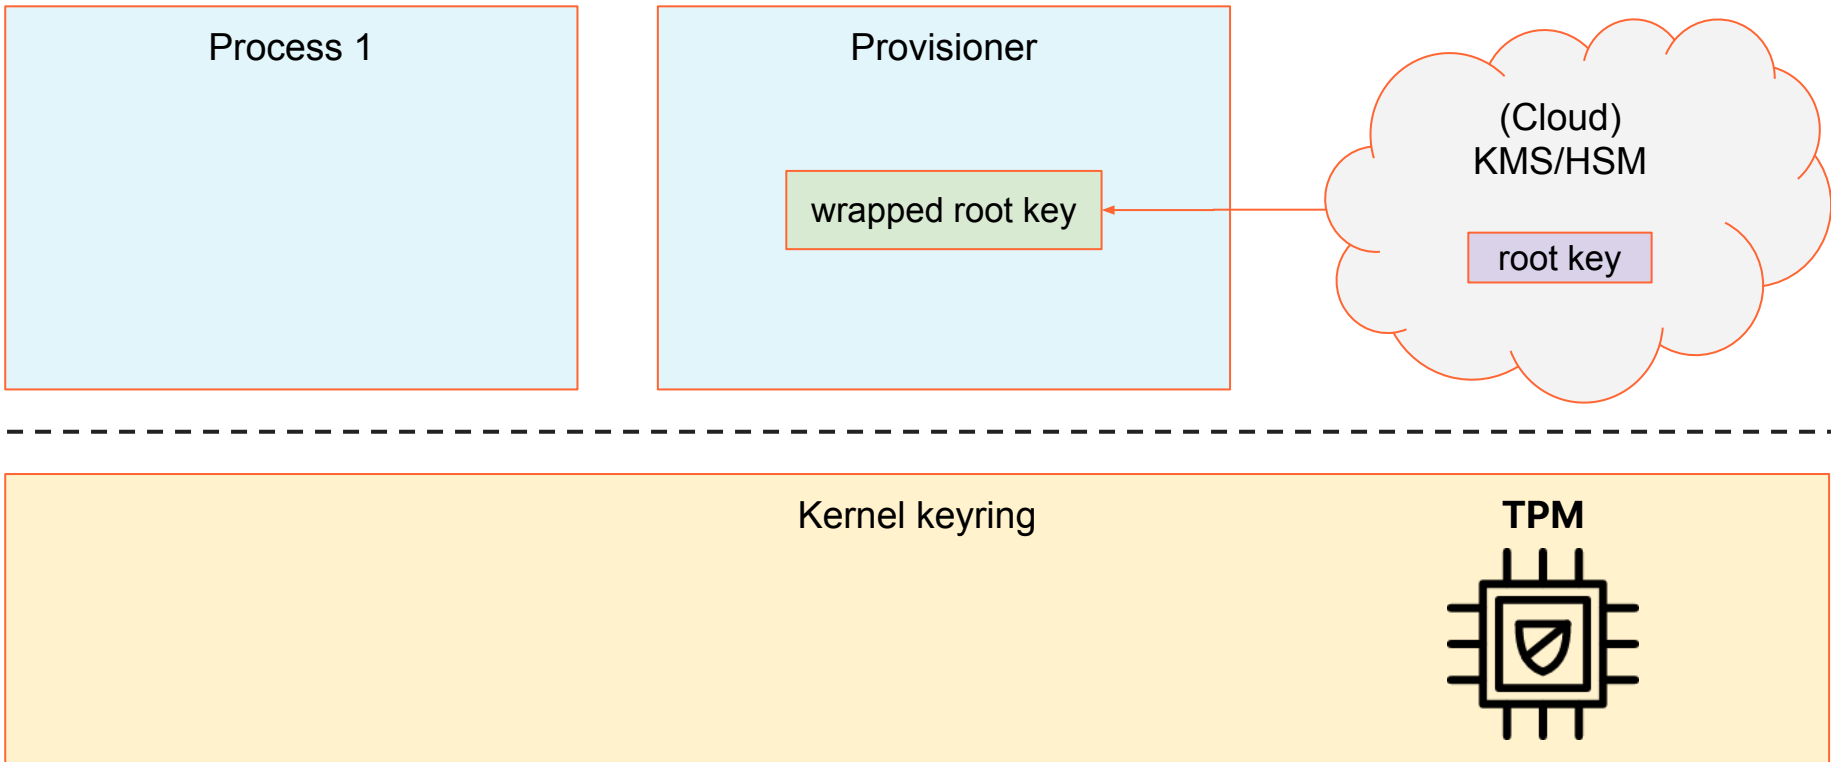 Process 1
Provisioner
(Cloud)
KMS/HSM
wrapped root key
root key
Kernel keyring
TPM